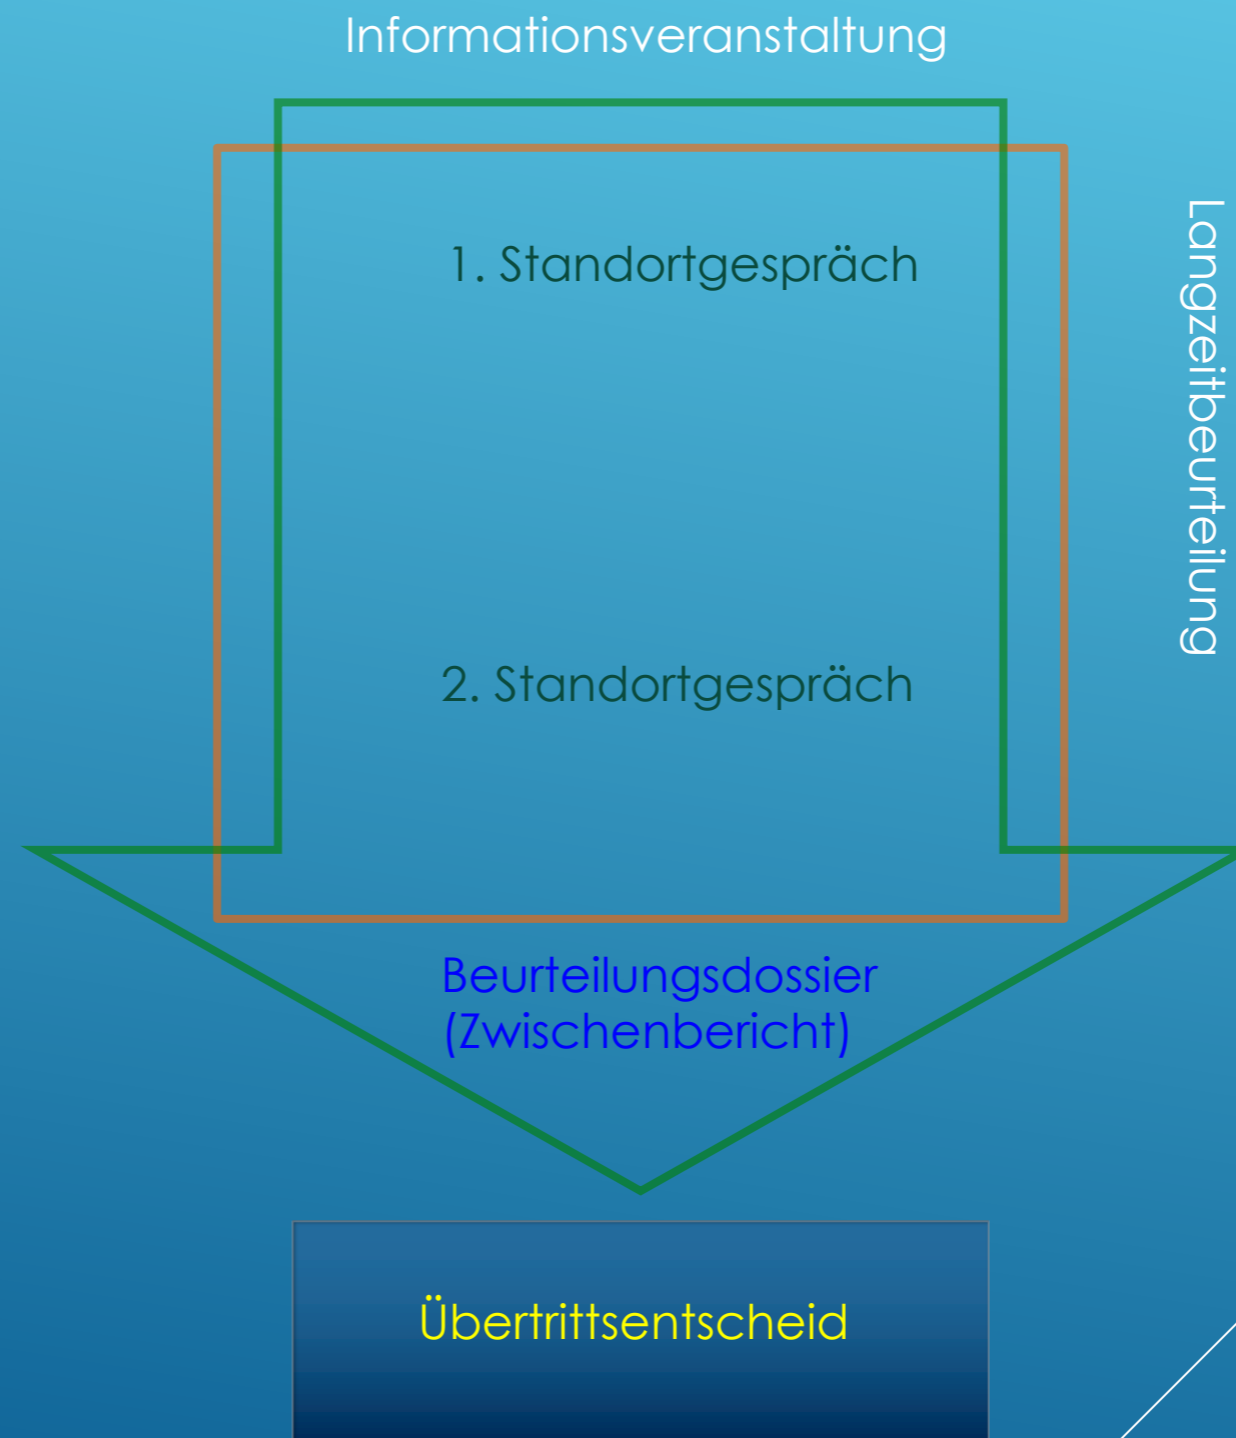 Informationsveranstaltung
1. Standortgespräch
Langzeitbeurteilung
2. Standortgespräch
Beurteilungsdossier
(Zwischenbericht)
Übertrittsentscheid